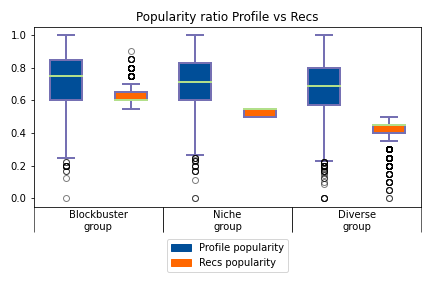 Popularity ratio Profile vs Recs
1.0
0.8
0.6
0.4
0.2
0.0
Blockbuster
group
Niche
group
Diverse
group
Profile popularity
Recs popularity